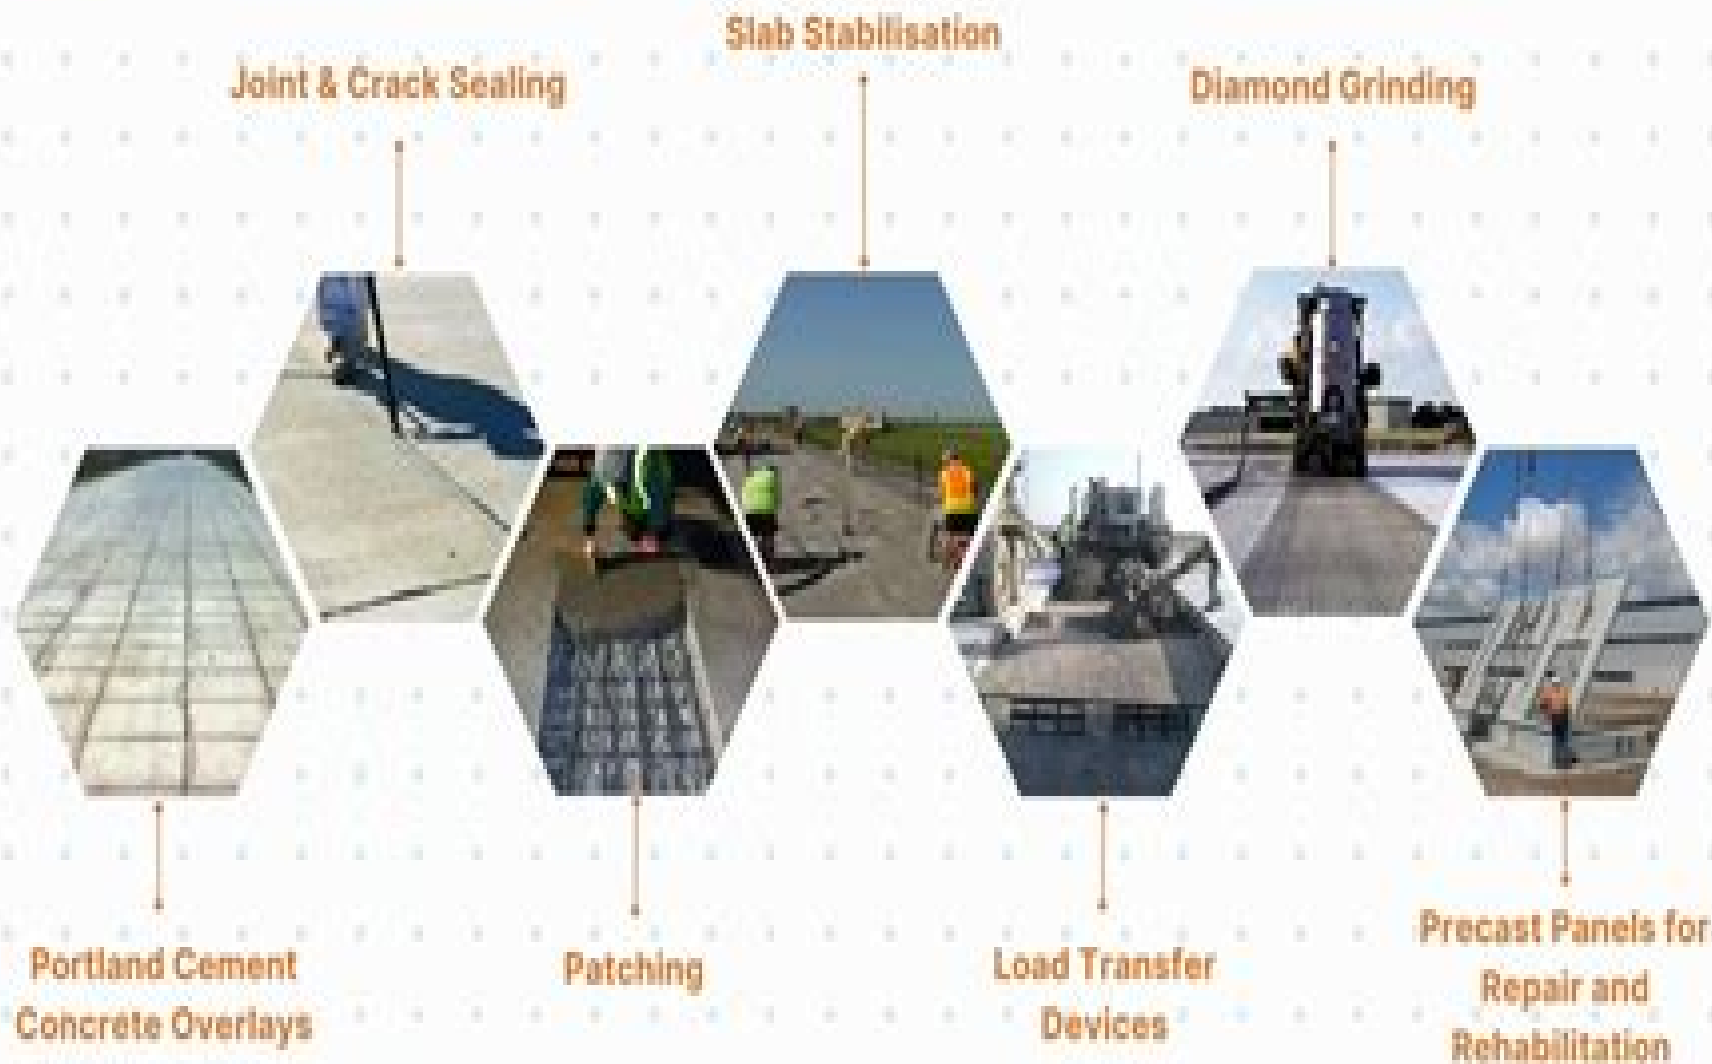 Slab Stabilisation
Joint & Crack Sealing
Diamond Grinding
Portland Cement
Concrete Overlays
Patching
Load Transfer
Devices
Precast Panels for
Repair and
Rehabilitation